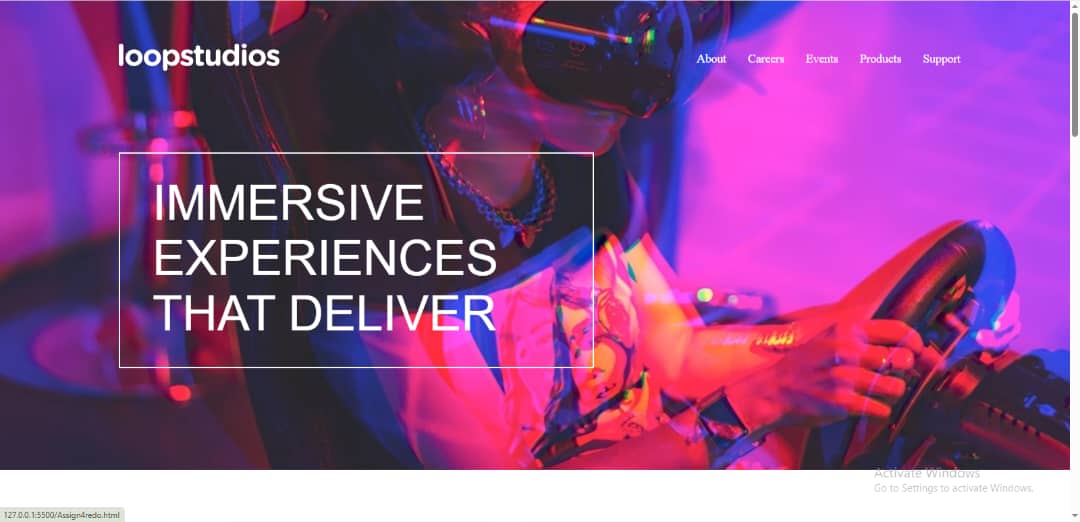 loopstudios
About Careers Events Products Support
IMMERSIVE
EXPERIENCES
THAT DELIVER
Activate Windows
Go to Settings to activate Windows.
127.0.0.1:5500/Assign4redo.html